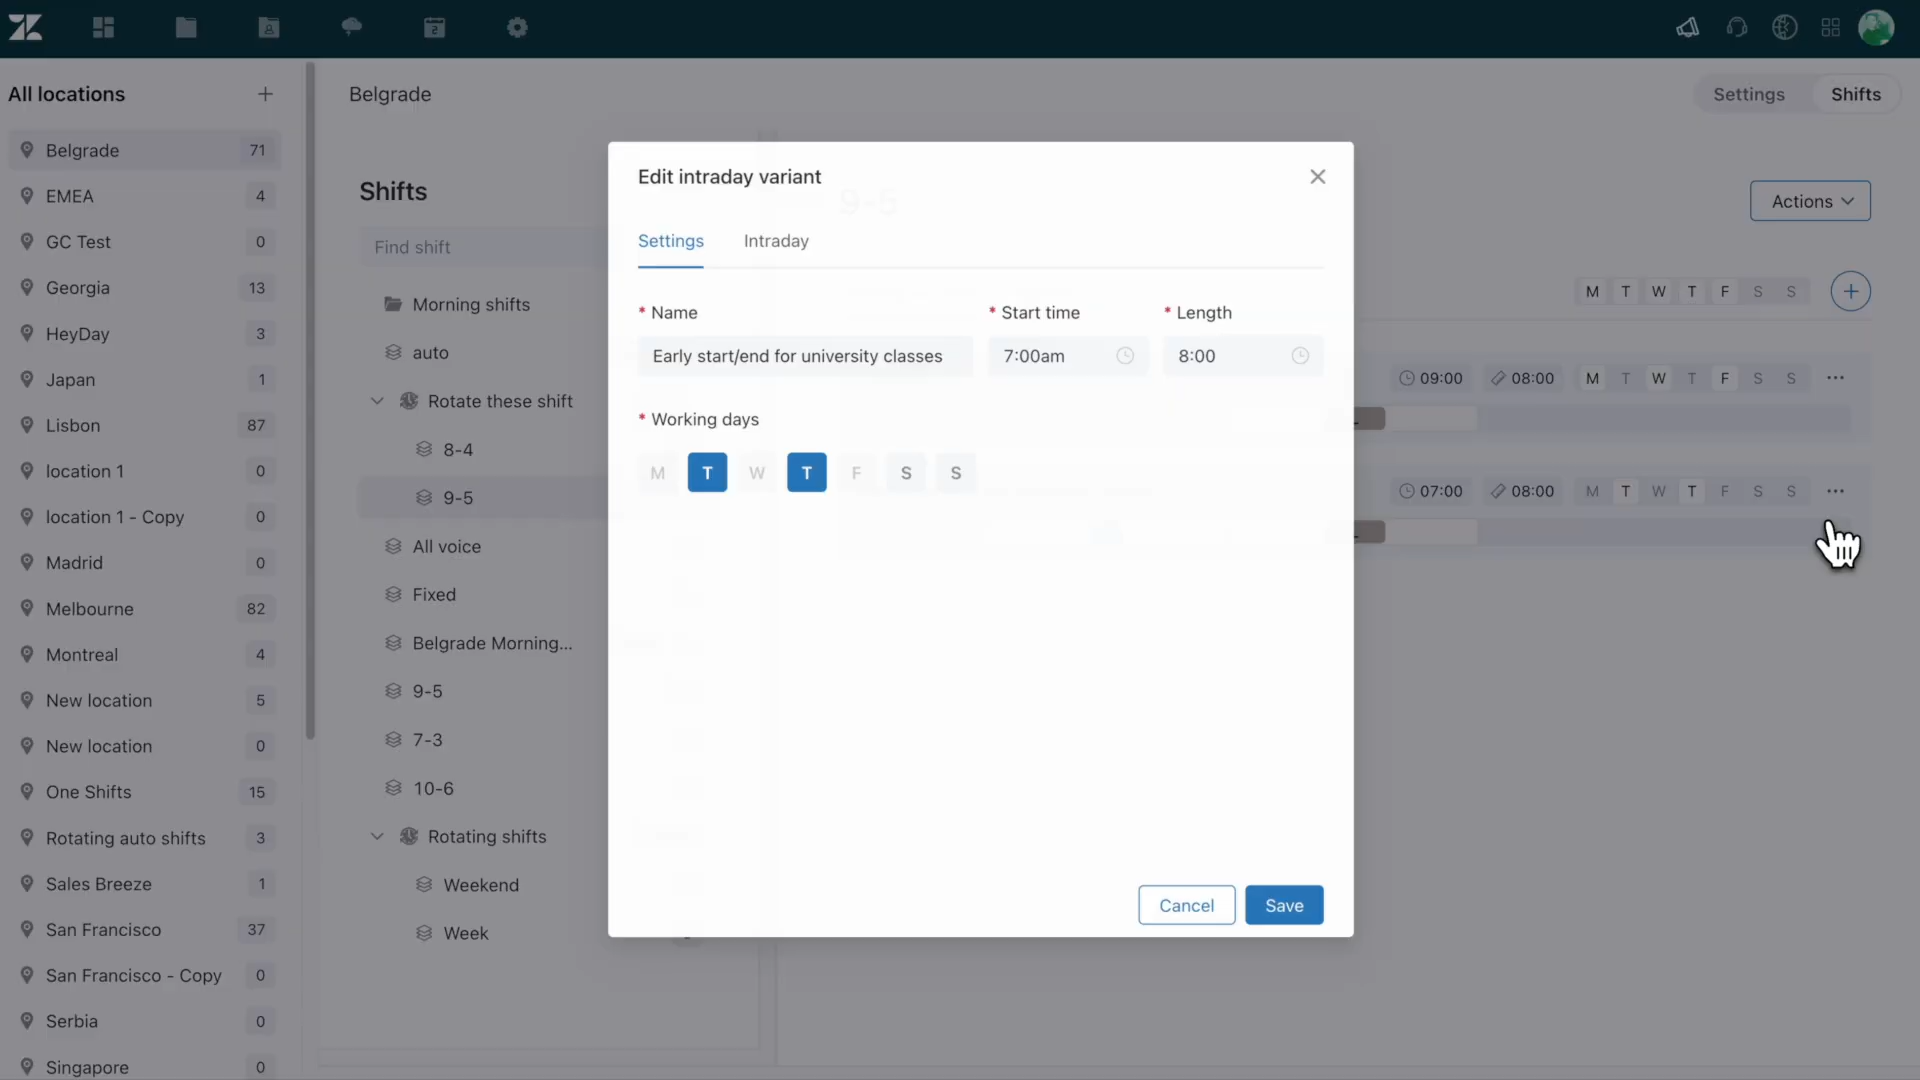 All locations
+
Belgrade 71
EMEA 4
GC Test 0
Georgia 13
HeyDay 3
Japan 1
Lisbon 87
location 1 0
location 1 - Copy 0
Madrid 0
Melbourne 82
Montreal 4
New location 5
New location 0
One Shifts 15
Rotating auto shifts 3
Sales Breeze 1
San Francisco 37
San Francisco - Copy 0
Serbia 0
Singapore 0
Belgrade
Settings Shifts
Shifts
Find shift
Morning shifts
auto
Rotate these shift
8-4
9-5
All voice
Fixed
Belgrade Morning...
9-5
7-3
10-6
Rotating shifts
Weekend
Week
Edit intraday variant
9-5
Settings Intraday
* Name * Start time * Length
Early start/end for university classes 7:00am 8:00
* Working days
M T W T F S S
Cancel Save
Actions
M T W T F S S
09:00 08:00 M T W T F S S ...
07:00 08:00 M T W T F S S ...